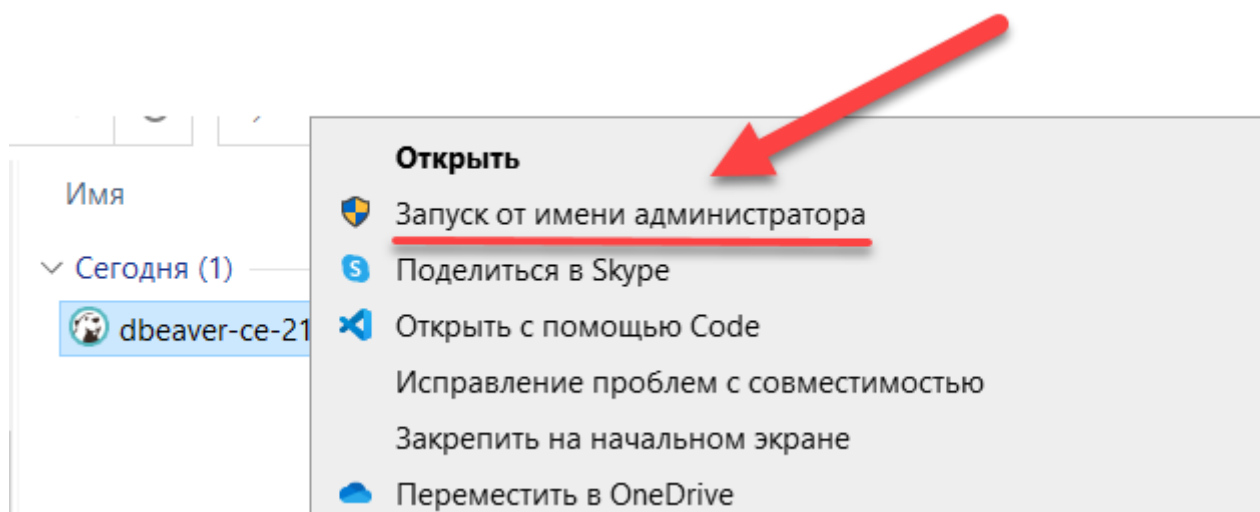 Имя
Сегодня (1)
dbeaver-ce-21
Открыть
Запуск от имени администратора
Поделиться в Skype
Открыть с помощью Code
Исправление проблем с совместимостью
Закрепить на начальном экране
Переместить в OneDrive